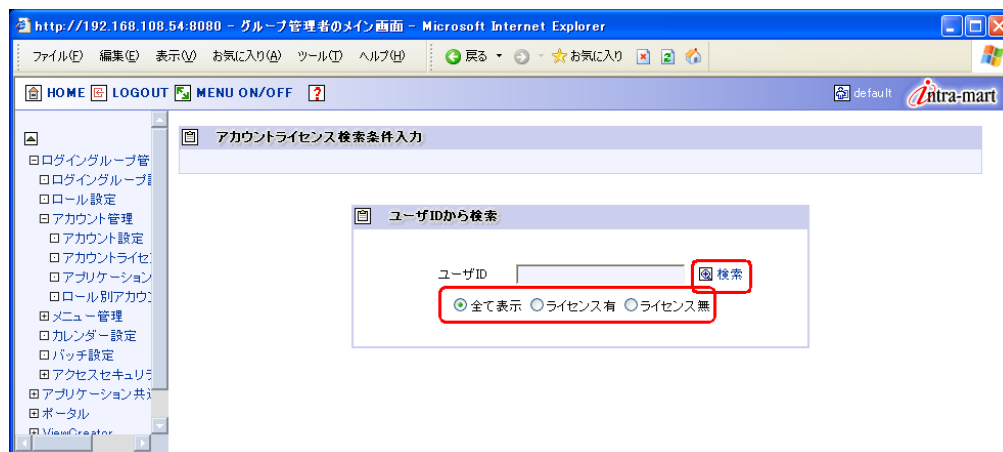 http://192.168.108.54:8080 - グループ管理者のメイン画面 - Microsoft Internet Explorer
ファイル(F) 編集(E) 表示(V) お気に入り(A) ツール(T) ヘルプ(H) 戻る お気に入り
HOME LOGOUT MENU ON/OFF ? default intra-mart
アカウントライセンス検索条件入力
ログイングループ管
ログイングループ
ロール設定
アカウント管理
アカウント設定
アカウントライセ
アプリケーション
ロール別アカウ
メニュー管理
カレンダー設定
バッチ設定
アクセスセキュリ
アプリケーション共
ポータル
ViewCreator
ユーザIDから検索
ユーザID 検索
全て表示 ライセンス有 ライセンス無